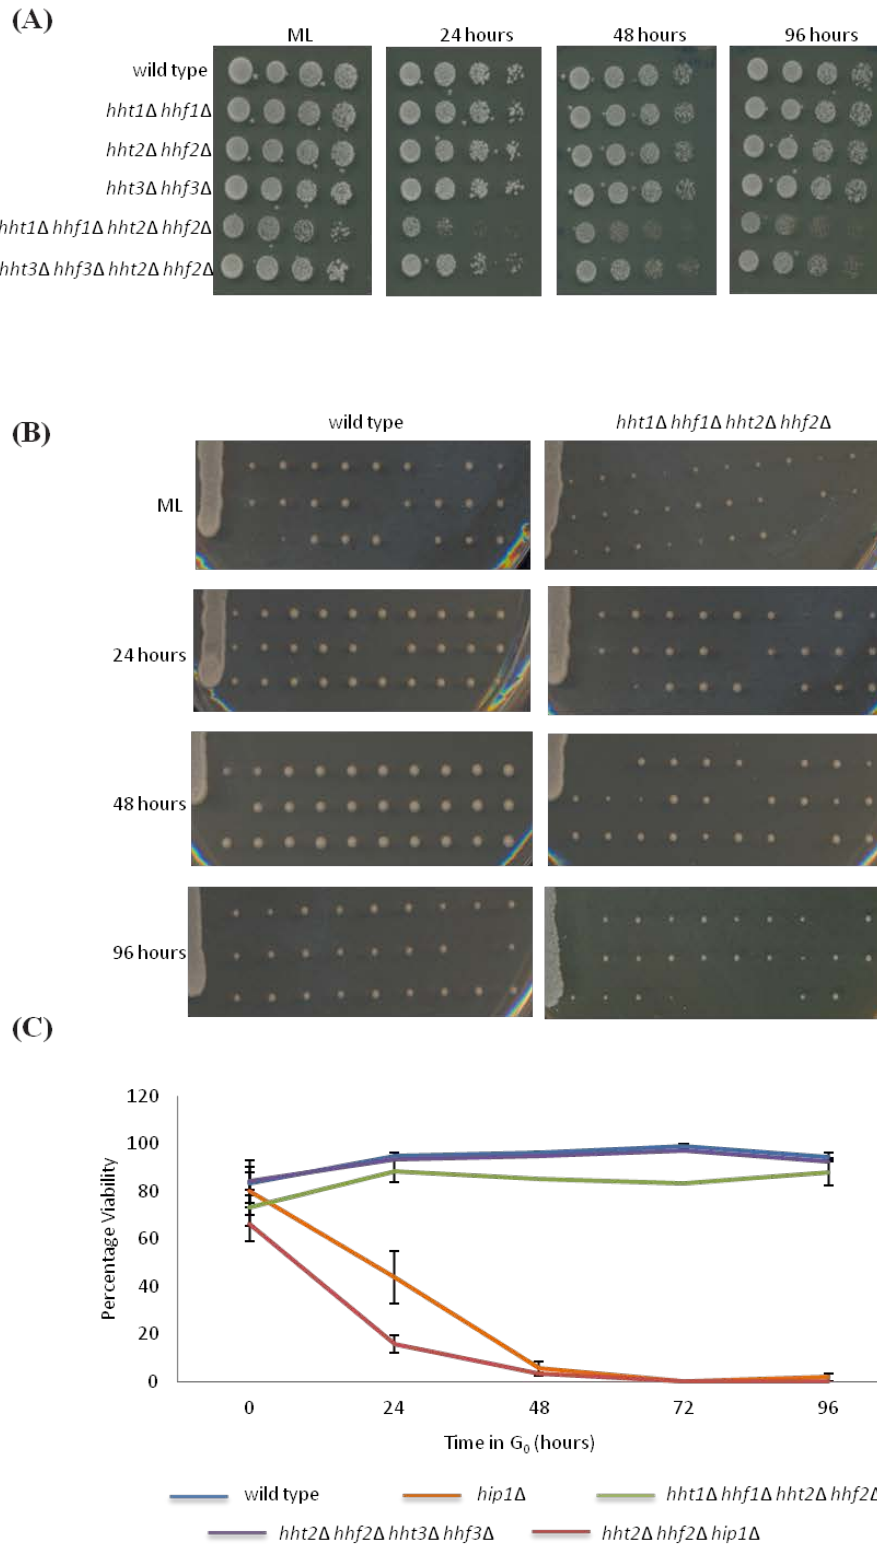 (A)
ML 24 hours 48 hours 96 hours
wild type
hht1Δ hhf1Δ
hht2Δ hhf2Δ
hht3Δ hhf3Δ
hht1Δ hhf1Δ hht2Δ hhf2Δ
hht3Δ hhf3Δ hht2Δ hhf2Δ
(B)
wild type hht1Δ hhf1Δ hht2Δ hhf2Δ
ML
24 hours
48 hours
96 hours
(C)
120
100
80
60
40
20
0
Percentage Viability
0 24 48 72 96
Time in G₀ (hours)
wild type hip1Δ hht1Δ hhf1Δ hht2Δ hhf2Δ
hht2Δ hhf2Δ hht3Δ hhf3Δ hht2Δ hhf2Δ hip1Δ